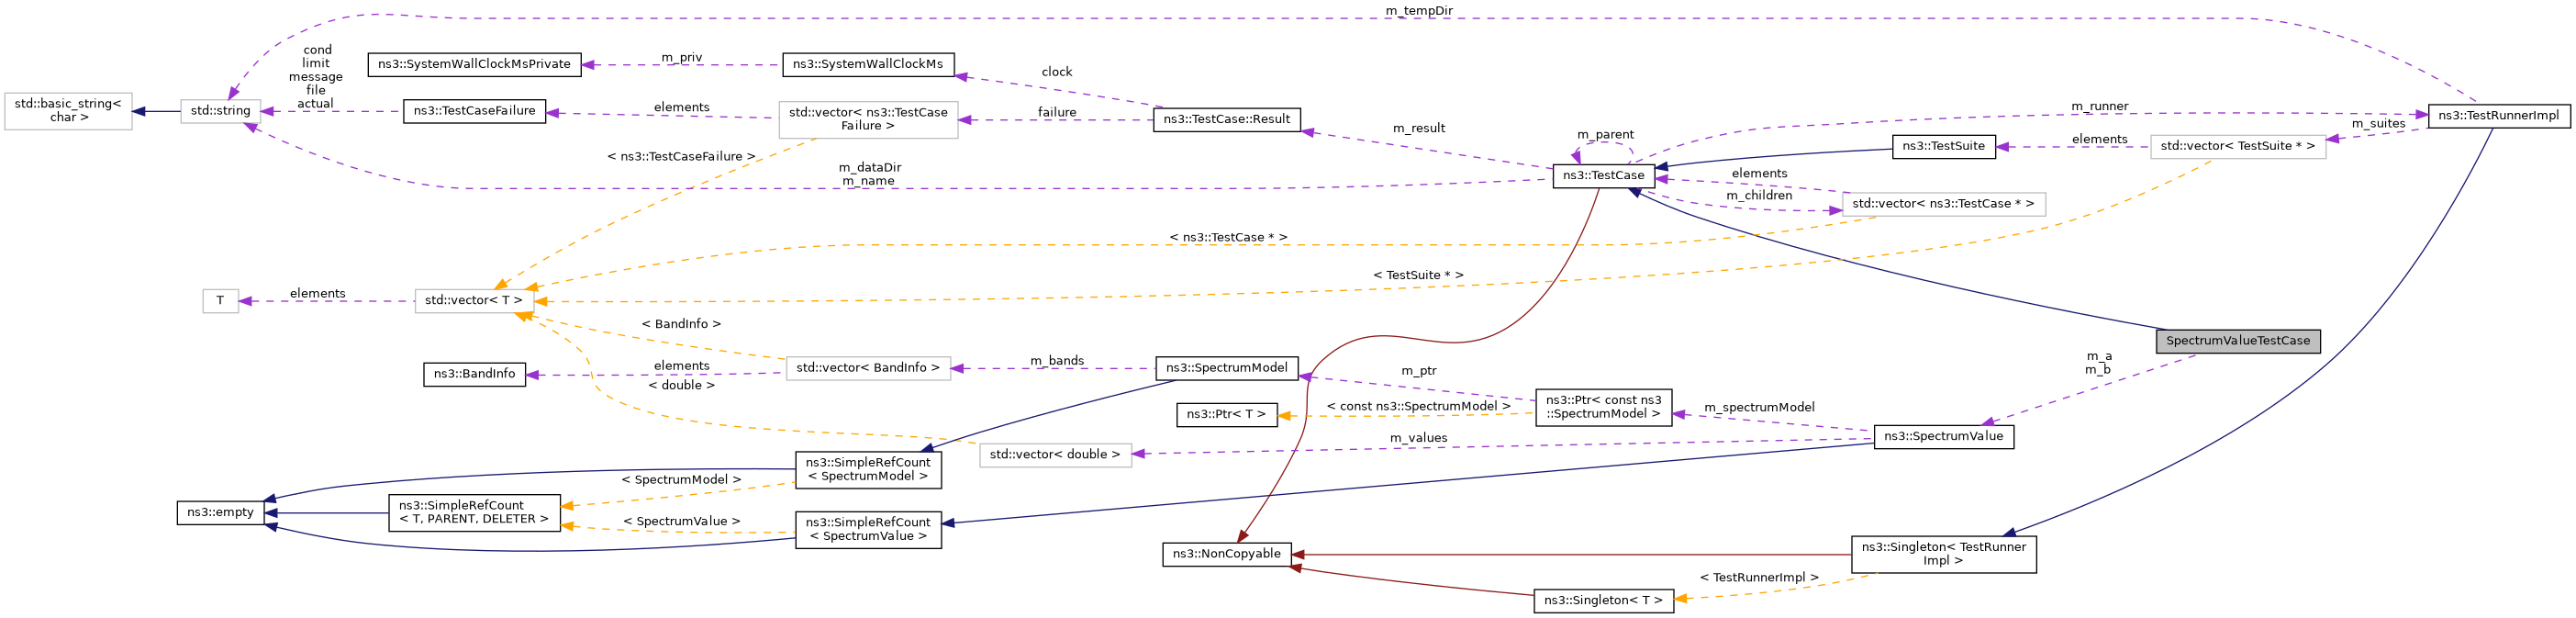 m_tempDir
cond
limit
message
file
actual
ns3::SystemWallClockMsPrivate
m_priv
ns3::SystemWallClockMs
clock
std::basic_string<
char >
std::string
ns3::TestCaseFailure
elements
std::vector< ns3::TestCase
Failure >
failure
ns3::TestCase::Result
m_result
m_parent
m_runner
ns3::TestRunnerImpl
m_suites
std::vector< TestSuite * >
elements
ns3::TestSuite
< ns3::TestCaseFailure >
m_dataDir
m_name
ns3::TestCase
elements
m_children
std::vector< ns3::TestCase * >
< ns3::TestCase * >
< TestSuite * >
T
elements
std::vector< T >
< BandInfo >
SpectrumValueTestCase
ns3::BandInfo
elements
< double >
std::vector< BandInfo >
m_bands
ns3::SpectrumModel
m_ptr
m_a
m_b
ns3::Ptr< T >
< const ns3::SpectrumModel >
ns3::Ptr< const ns3
::SpectrumModel >
m_spectrumModel
m_values
ns3::SpectrumValue
std::vector< double >
ns3::SimpleRefCount
< SpectrumModel >
< SpectrumModel >
ns3::empty
ns3::SimpleRefCount
< T, PARENT, DELETER >
< SpectrumValue >
ns3::SimpleRefCount
< SpectrumValue >
ns3::NonCopyable
ns3::Singleton< TestRunner
Impl >
< TestRunnerImpl >
ns3::Singleton< T >